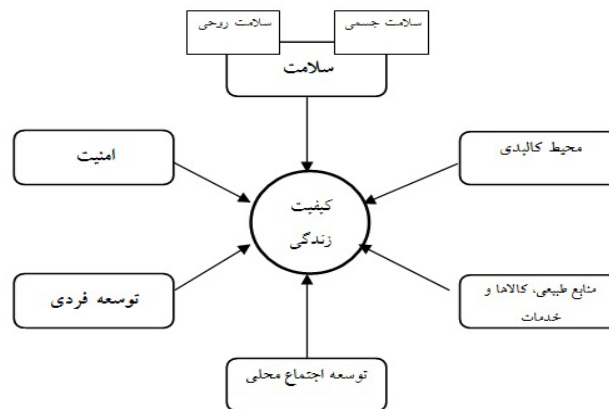 سلامت جسمی
سلامت روحی
سلامت
محیط کالبدی
امنیت
کیفیت
زندگی
منابع طبیعی، کالاها و
خدمات
توسعه فردی
توسعه اجتماع محلی